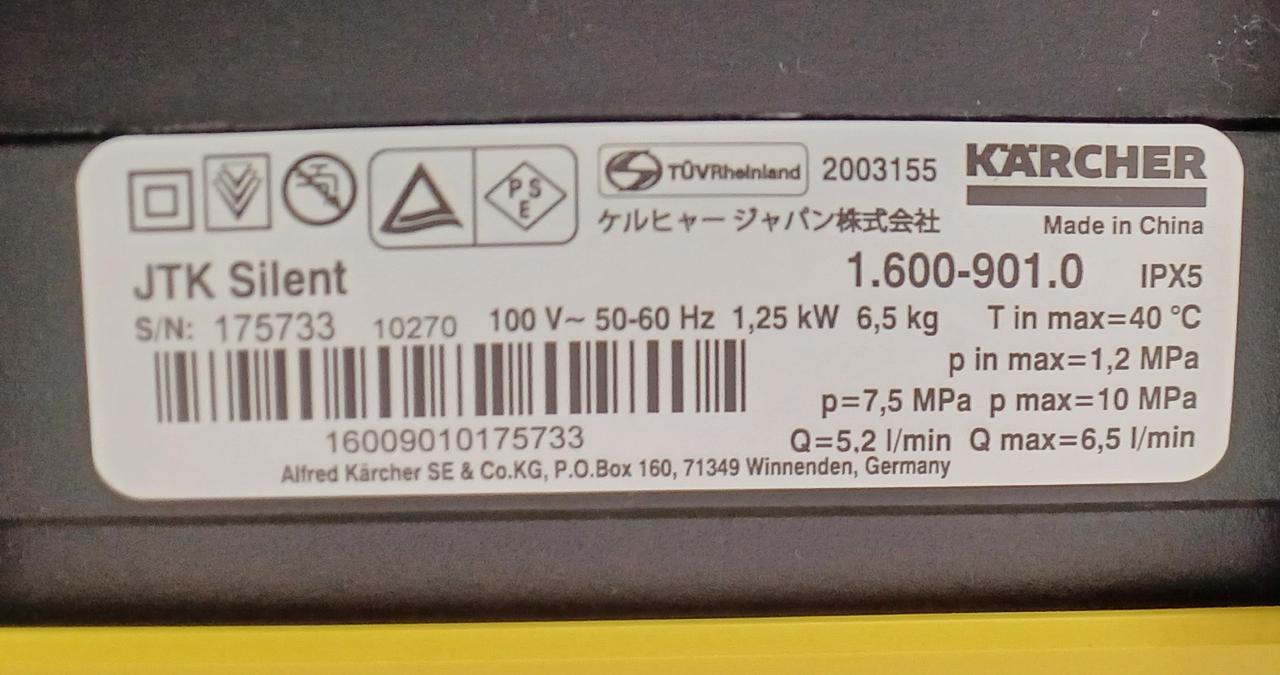 PSE TÜVRheinland 2003155 KÄRCHER
ケルヒャー ジャパン株式会社 Made in China
JTK Silent 1.600-901.0 IPX5
S/N: 175733 10270 100 V~ 50-60 Hz 1,25 kW 6,5 kg T in max=40 °C
p in max=1,2 MPa
p=7,5 MPa p max=10 MPa
16009010175733 Q=5,2 l/min Q max=6,5 l/min
Alfred Kärcher SE & Co.KG, P.O.Box 160, 71349 Winnenden, Germany